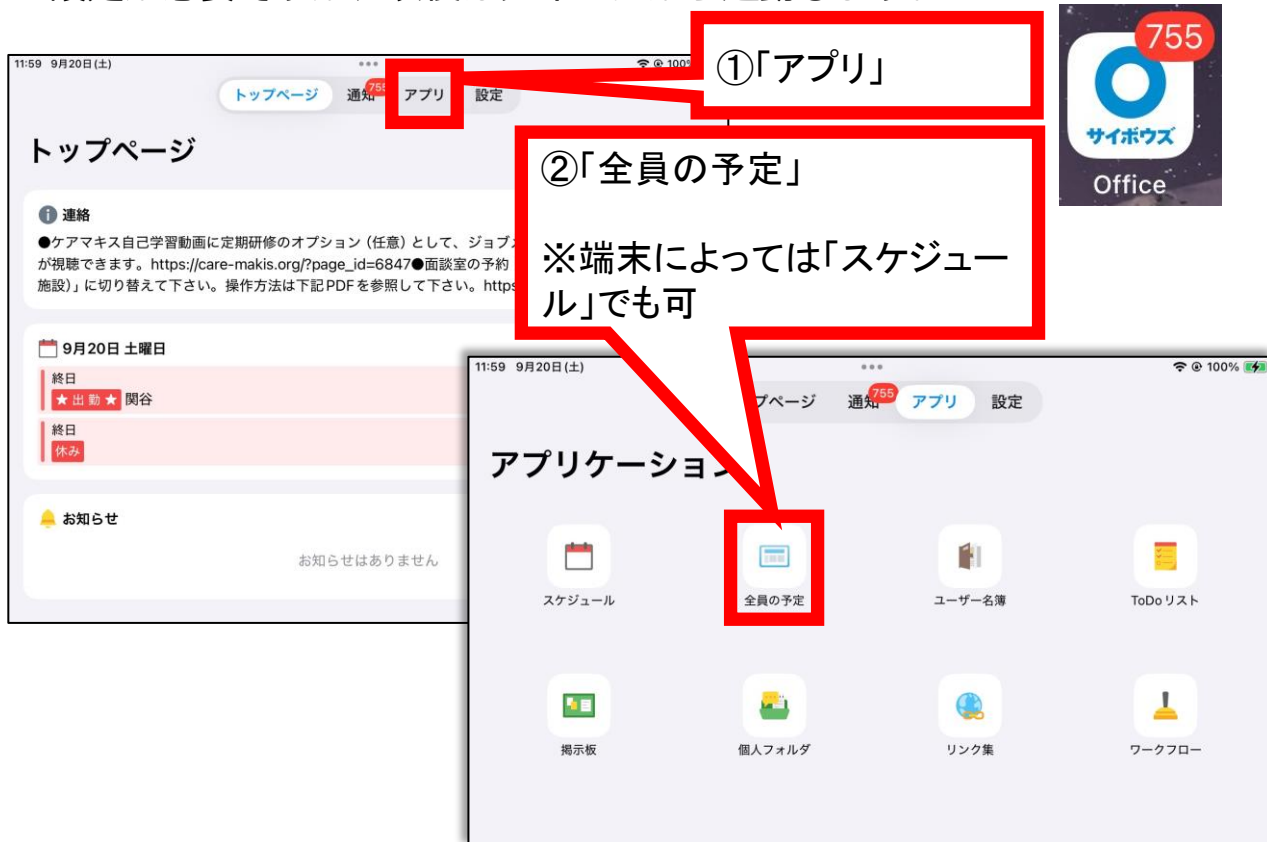 ①「アプリ」
755
サイボウズ
Office
11:59 9月20日(土)
トップページ 通知 アプリ 設定
トップページ
連絡
●ケアマキス自己学習動画に定期研修のオプション（任意）として、ジョブメ
が視聴できます。https://care-makis.org/?page_id=6847●面談室の予約
施設）」に切り替えて下さい。操作方法は下記PDFを参照して下さい。https
9月20日 土曜日
終日
★出勤★ 関谷
終日
休み
お知らせ
お知らせはありません
②「全員の予定」
※端末によっては「スケジュー
ル」でも可
11:59 9月20日(土)
100%
プページ 通知 755 アプリ 設定
アプリケーション
スケジュール
全員の予定
ユーザー名簿
ToDoリスト
掲示板
個人フォルダ
リンク集
ワークフロー